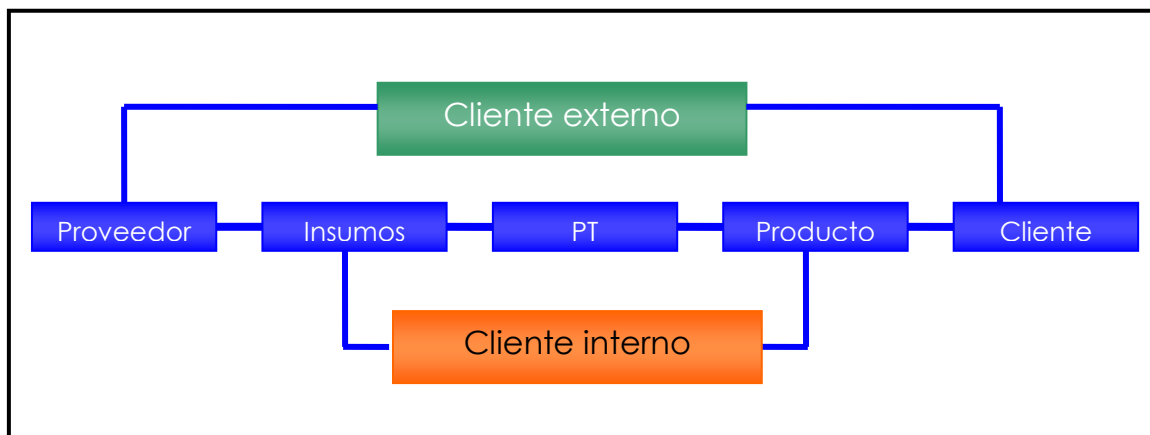 Cliente externo
Proveedor
Insumos
PT
Producto
Cliente
Cliente interno